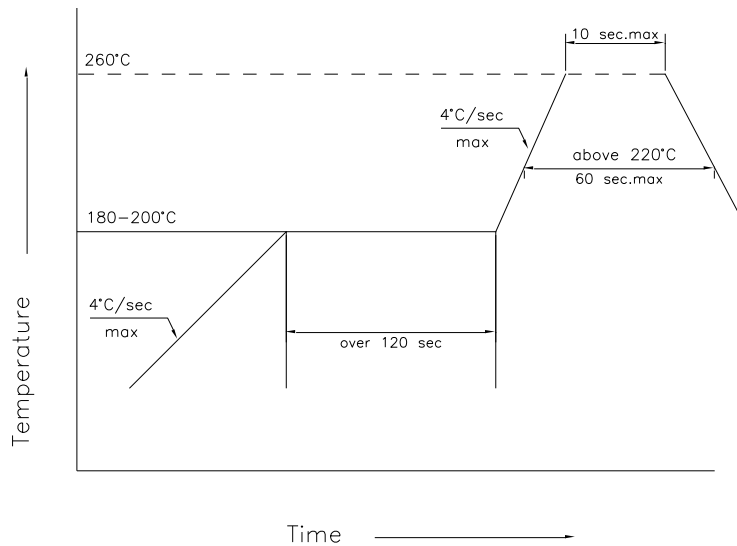 10 sec.max
260°C
4°C/sec
max
above 220°C
60 sec.max
180-200°C
4°C/sec
max
over 120 sec
Temperature
Time